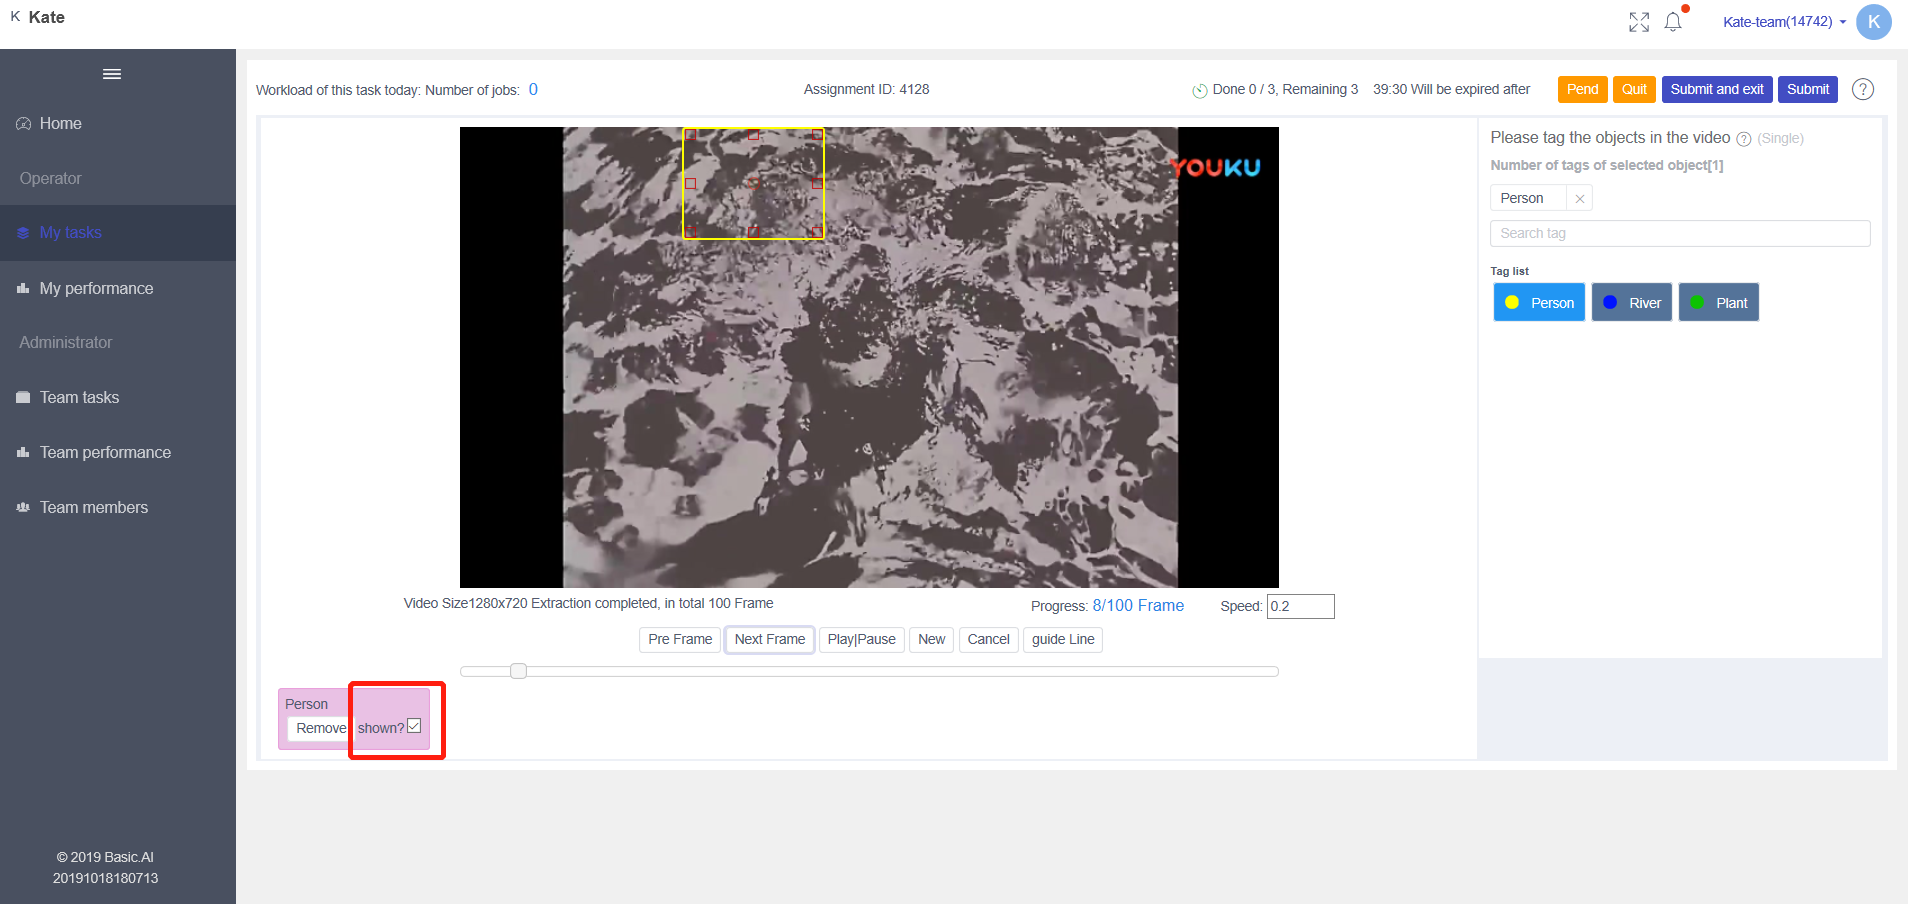 K Kate
Kate-team(14742)
K
Home
Operator
My tasks
My performance
Administrator
Team tasks
Team performance
Team members
© 2019 Basic.AI
20191018180713
Workload of this task today: Number of jobs: 0
Assignment ID: 4128
Done 0 / 3, Remaining 3 39:30 Will be expired after
Pend
Quit
Submit and exit
Submit
?
YOUKU
Video Size1280x720 Extraction completed, in total 100 Frame
Progress: 8/100 Frame
Speed: 0.2
Pre Frame
Next Frame
Play|Pause
New
Cancel
guide Line
Person
Remove
shown?
Please tag the objects in the video ? (Single)
Number of tags of selected object[1]
Person ×
Search tag
Tag list
Person
River
Plant